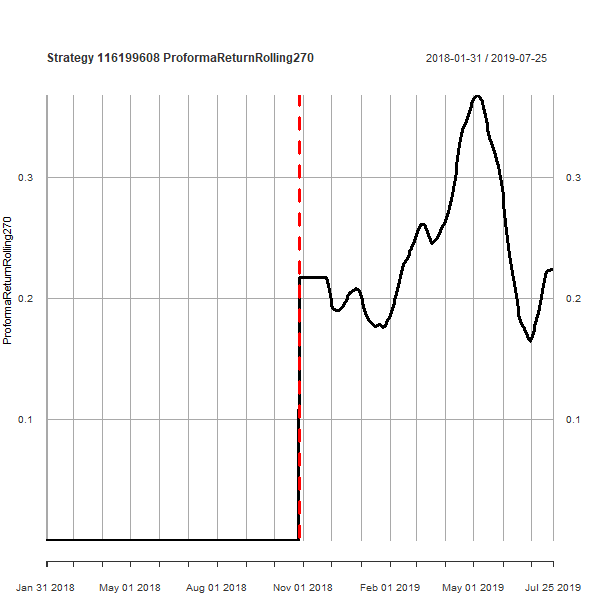 Strategy 116199608 ProformaReturnRolling270
2018-01-31 / 2019-07-25
ProformaReturnRolling270
0.3
0.3
0.2
0.2
0.1
0.1
Jan 31 2018
May 01 2018
Aug 01 2018
Nov 01 2018
Feb 01 2019
May 01 2019
Jul 25 2019